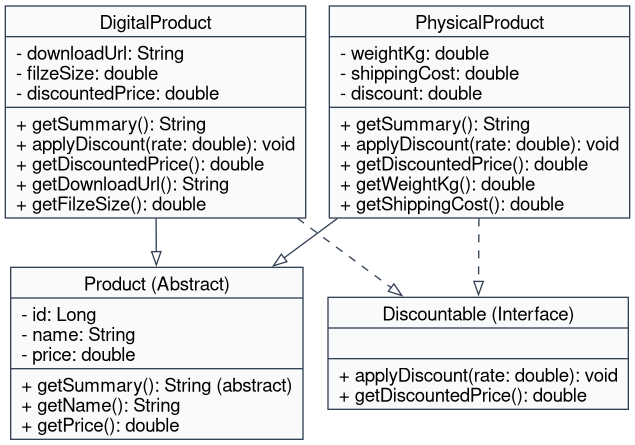 DigitalProduct
- downloadUrl: String
- filzeSize: double
- discountedPrice: double
+ getSummary(): String
+ applyDiscount(rate: double): void
+ getDiscountedPrice(): double
+ getDownloadUrl(): String
+ getFilzeSize(): double
PhysicalProduct
- weightKg: double
- shippingCost: double
- discount: double
+ getSummary(): String
+ applyDiscount(rate: double): void
+ getDiscountedPrice(): double
+ getWeightKg(): double
+ getShippingCost(): double
Product (Abstract)
- id: Long
- name: String
- price: double
+ getSummary(): String (abstract)
+ getName(): String
+ getPrice(): double
Discountable (Interface)
+ applyDiscount(rate: double): void
+ getDiscountedPrice(): double